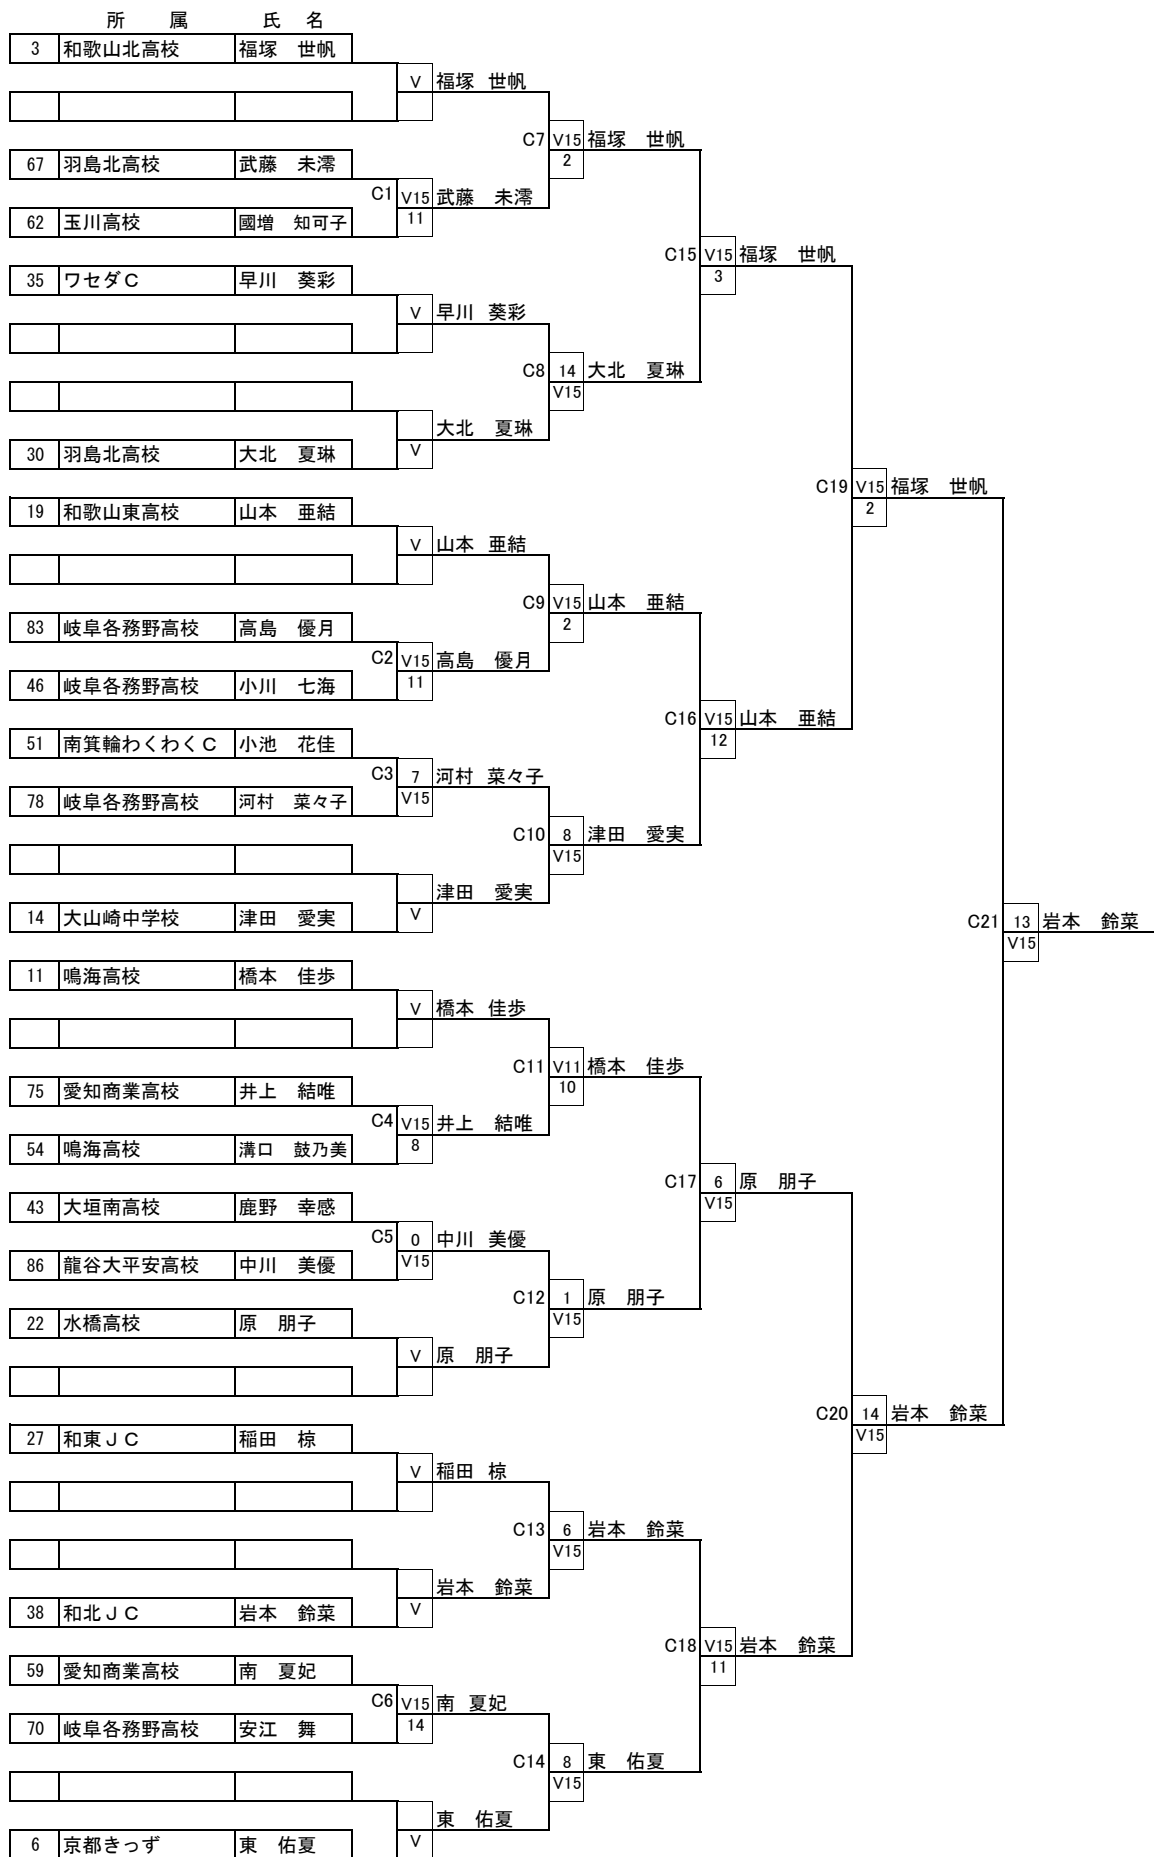 所　属　氏　名
3 和歌山北高校 福塚　世帆
V 福塚　世帆
C7 V15 福塚　世帆
2
67 羽島北高校 武藤　未澪
C1 V15 武藤　未澪
11
62 玉川高校 國増　知可子
C15 V15 福塚　世帆
3
35 ワセダＣ 早川　葵彩
V 早川　葵彩
C8 14 大北　夏琳
V15
大北　夏琳
V
30 羽島北高校 大北　夏琳
C19 V15 福塚　世帆
2
19 和歌山東高校 山本　亜結
V 山本　亜結
C9 V15 山本　亜結
2
83 岐阜各務野高校 高島　優月
C2 V15 高島　優月
11
46 岐阜各務野高校 小川　七海
C16 V15 山本　亜結
12
51 南箕輪わくわくＣ 小池　花佳
C3 7 河村　菜々子
V15
78 岐阜各務野高校 河村　菜々子
C10 8 津田　愛実
V15
津田　愛実
V
14 大山崎中学校 津田　愛実
C21 13 岩本　鈴菜
V15
11 鳴海高校 橋本　佳歩
V 橋本　佳歩
C11 V11 橋本　佳歩
10
75 愛知商業高校 井上　結唯
C4 V15 井上　結唯
8
54 鳴海高校 溝口　鼓乃美
C17 6 原　朋子
V15
43 大垣南高校 鹿野　幸感
C5 0 中川　美優
V15
86 龍谷大平安高校 中川　美優
C12 1 原　朋子
V15
22 水橋高校 原　朋子
V 原　朋子
C20 14 岩本　鈴菜
V15
27 和東ＪＣ 稲田　椋
V 稲田　椋
C13 6 岩本　鈴菜
V15
岩本　鈴菜
V
38 和北ＪＣ 岩本　鈴菜
C18 V15 岩本　鈴菜
11
59 愛知商業高校 南　夏妃
C6 V15 南　夏妃
14
70 岐阜各務野高校 安江　舞
C14 8 東　佑夏
V15
東　佑夏
V
6 京都きっず 東　佑夏